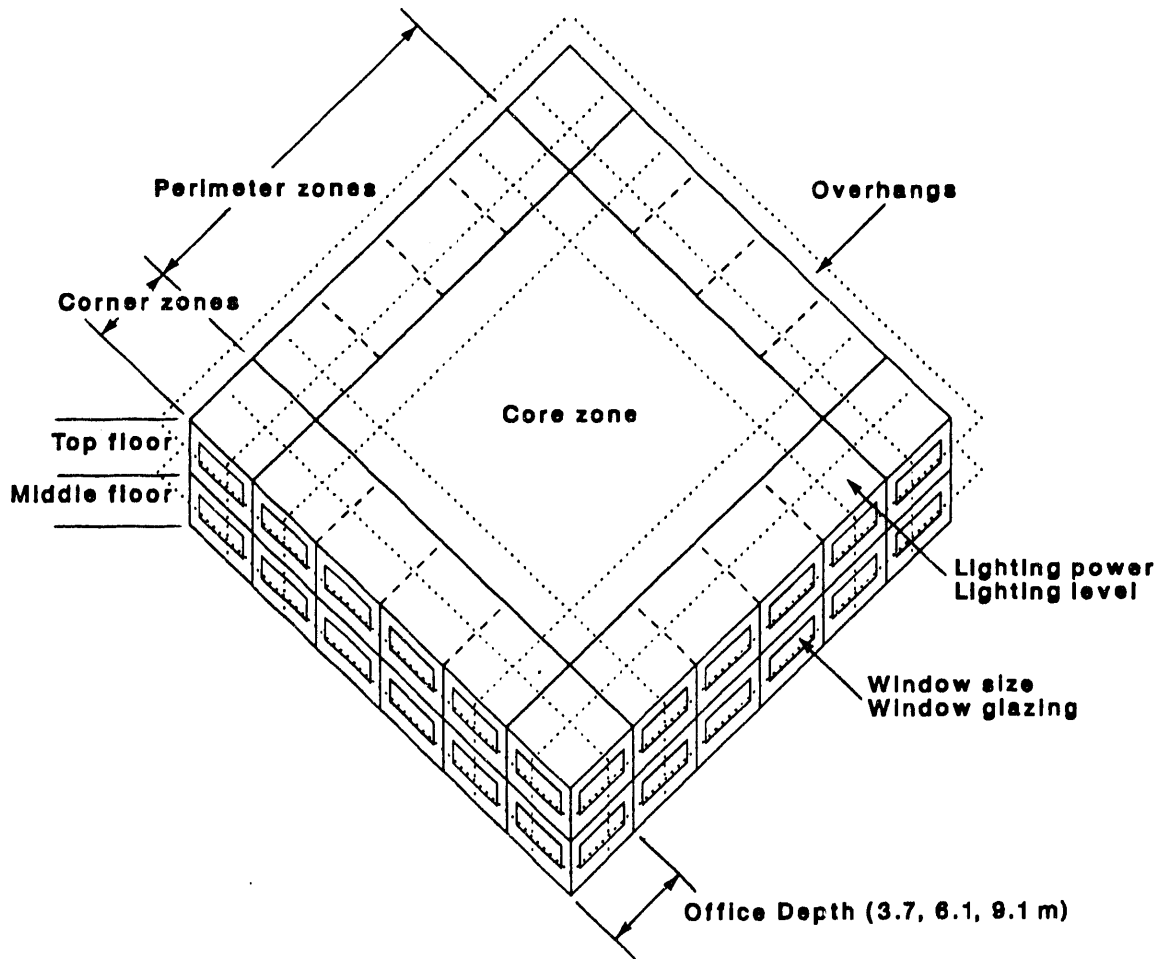 Perimeter zones
Overhangs
Corner zones
Core zone
Top floor
Middle floor
Lighting power
Lighting level
Window size
Window glazing
Office Depth (3.7, 6.1, 9.1 m)